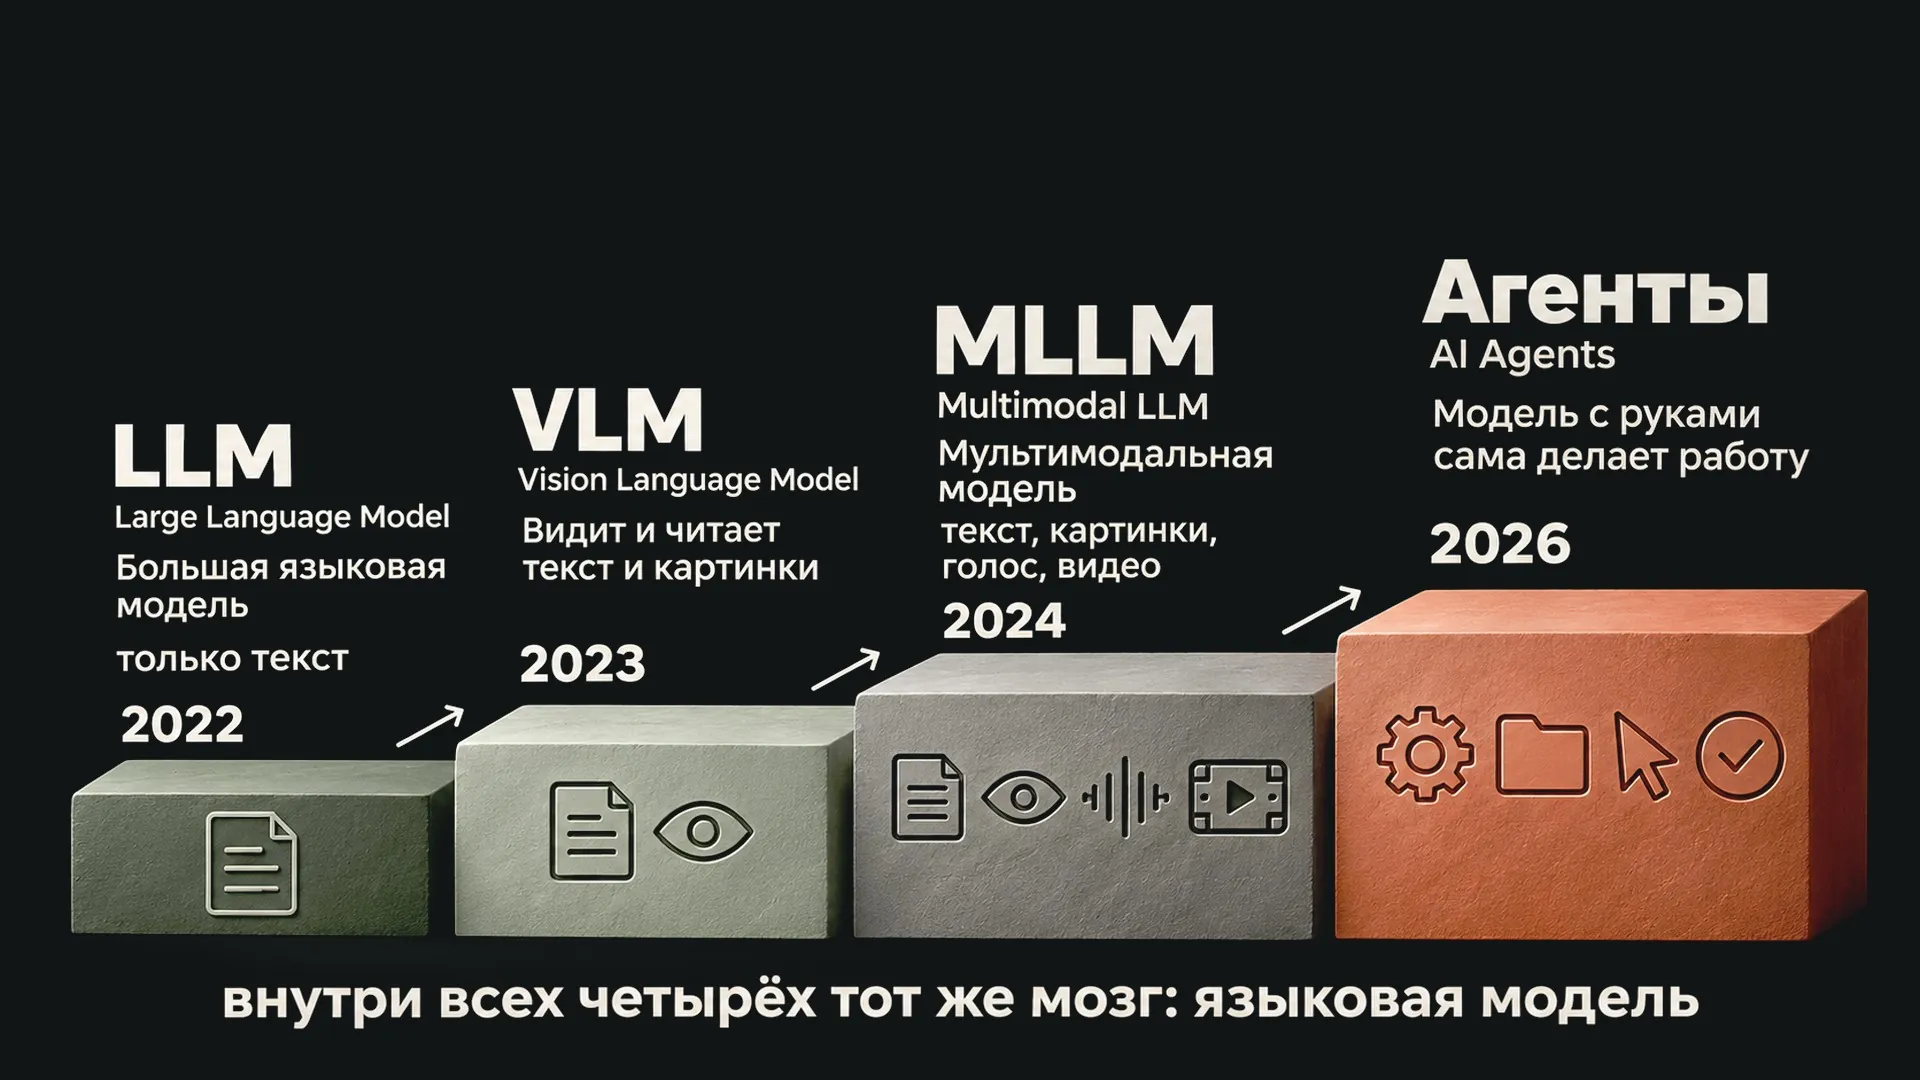 LLM
Large Language Model
Большая языковая
модель
только текст
2022
VLM
Vision Language Model
Видит и читает
текст и картинки
2023
MLLM
Multimodal LLM
Мультимодальная
модель
текст, картинки,
голос, видео
2024
Агенты
AI Agents
Модель с руками
сама делает работу
2026
внутри всех четырёх тот же мозг: языковая модель